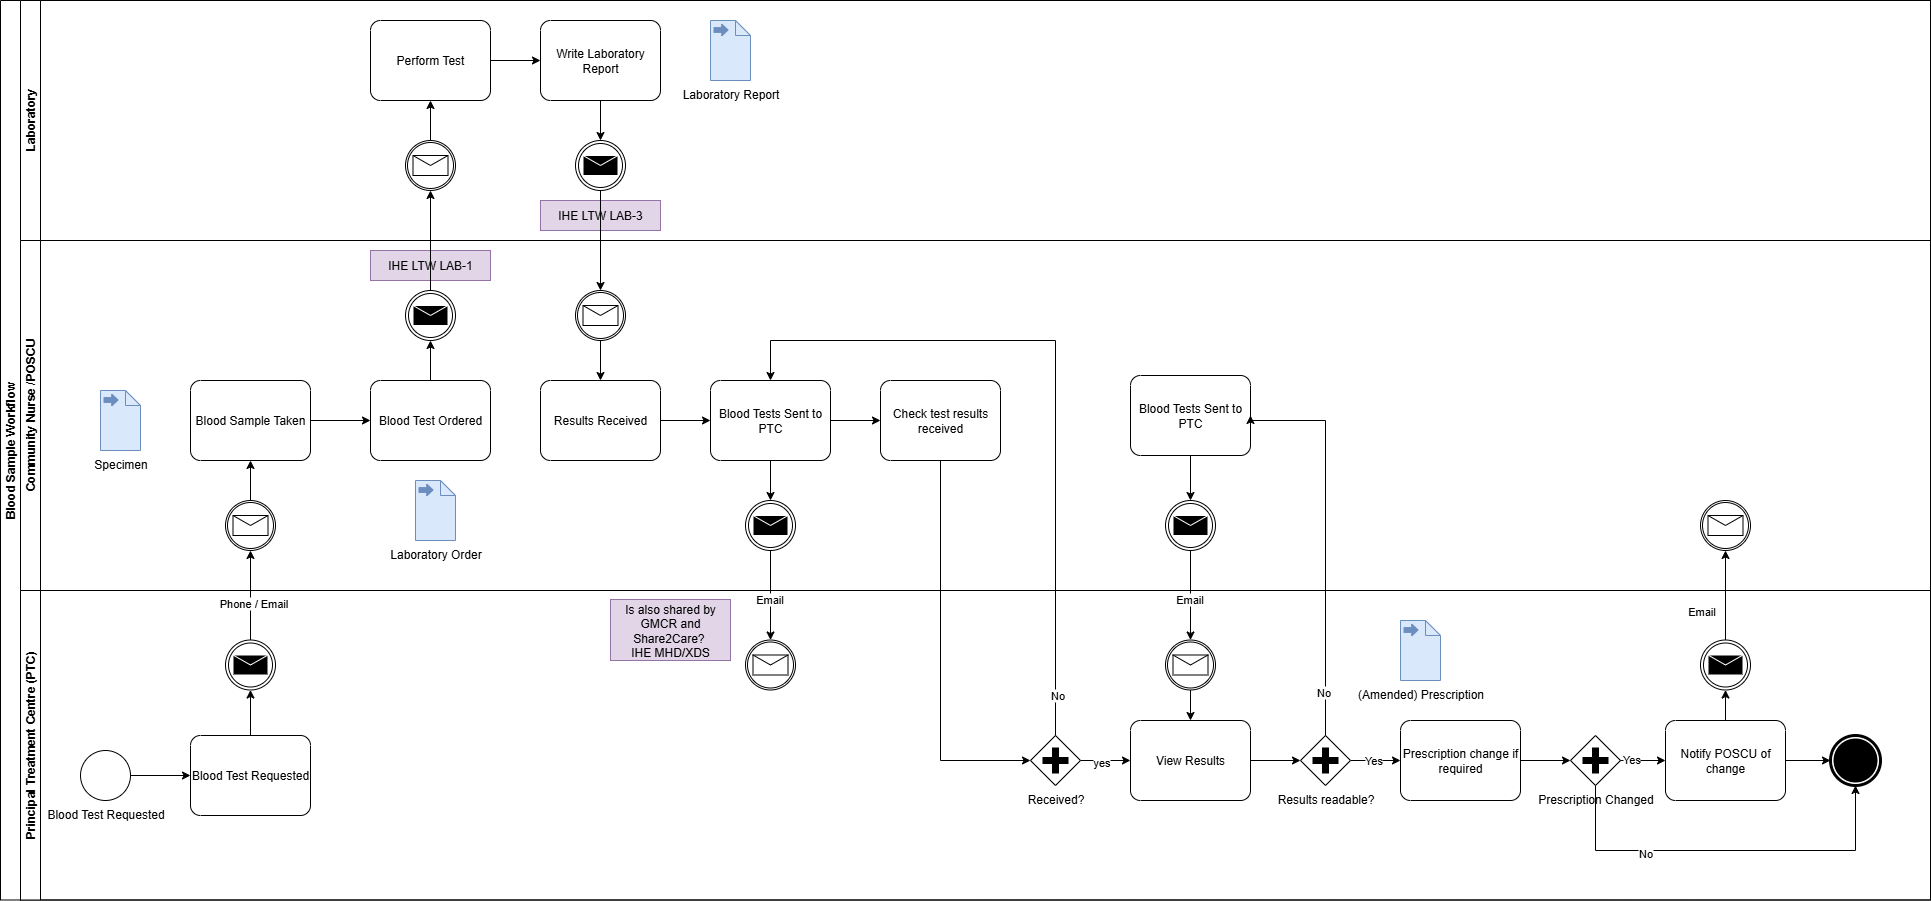 Blood Sample Workflow
Laboratory
Perform Test
Write Laboratory
Report
Laboratory Report
IHE LTW LAB-3
Community Nurse /POSCU
IHE LTW LAB-1
Specimen
Blood Sample Taken
Blood Test Ordered
Laboratory Order
Results Received
Blood Tests Sent to
PTC
Check test results
received
Blood Tests Sent to
PTC
Principal Treatment Centre (PTC)
Phone / Email
Blood Test Requested
Blood Test Requested
Is also shared by
GMCR and
Share2Care?
IHE MHD/XDS
Email
No
Received?
yes
Email
View Results
No
Results readable?
Yes
(Amended) Prescription
Prescription change if
required
Prescription Changed
Yes
No
Email
Notify POSCU of
change